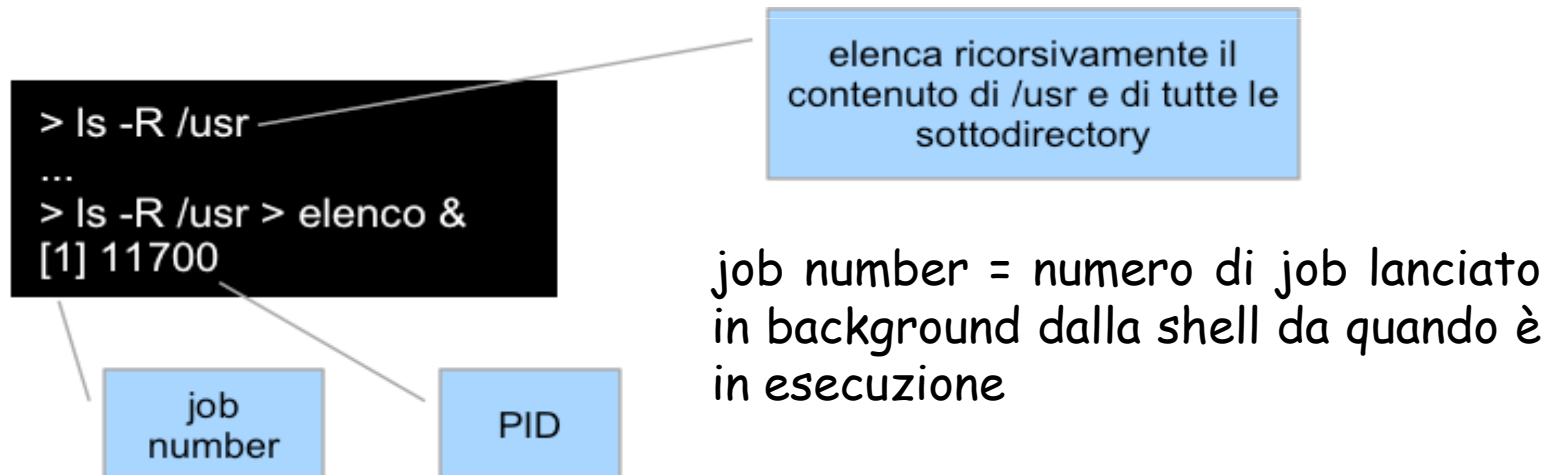 elenca ricorsivamente il
contenuto di /usr e di tutte le
sottodirectory
> ls -R /usr
...
> ls -R /usr > elenco &
[1] 11700
job number = numero di job lanciato
in background dalla shell da quando è
in esecuzione
job
number
PID